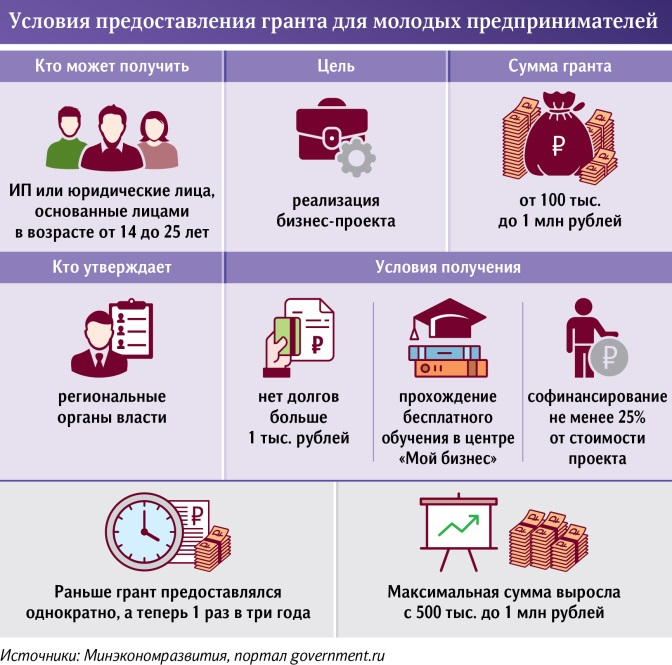 Условия предоставления гранта для молодых предпринимателей
Кто может получить
Цель
Сумма гранта
ИП или юридические лица,
основанные лицами
в возрасте от 14 до 25 лет
реализация
бизнес-проекта
₽
от 100 тыс.
до 1 млн рублей
Кто утверждает
Условия получения
региональные
органы власти
₽
нет долгов
больше
1 тыс. рублей
прохождение
бесплатного
обучения в центре
«Мой бизнес»
₽
софинансирование
не менее 25%
от стоимости
проекта
₽
Раньше грант предоставлялся
однократно, а теперь 1 раз в три года
Максимальная сумма выросла
с 500 тыс. до 1 млн рублей
Источники: Минэкономразвития, портал government.ru